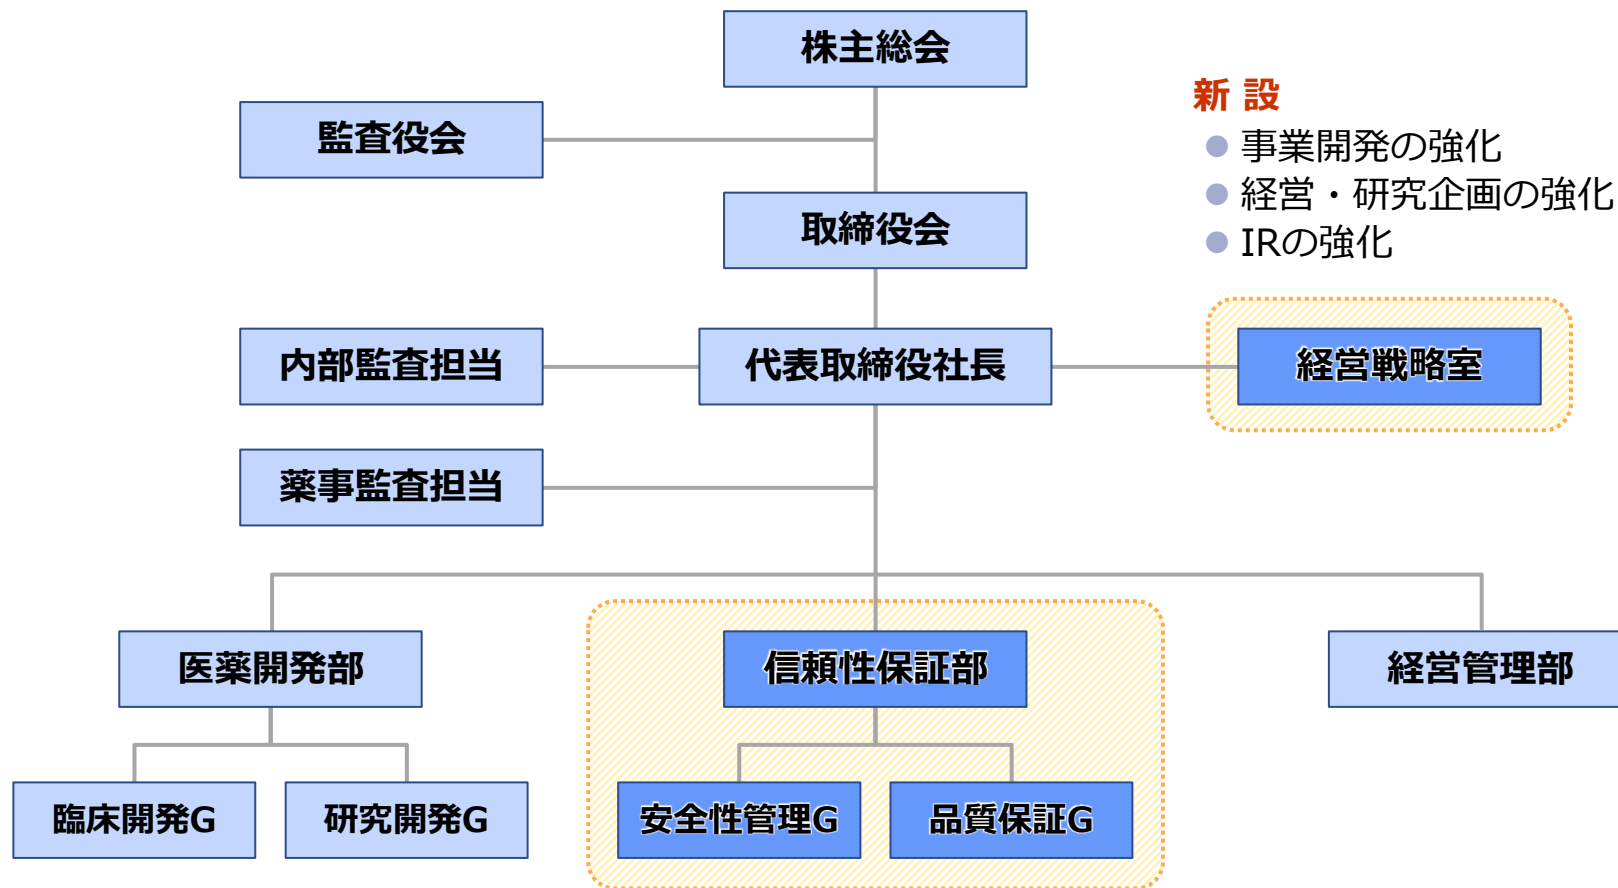 株主総会
監査役会
新 設
● 事業開発の強化
● 経営・研究企画の強化
● IRの強化
取締役会
内部監査担当
代表取締役社長
経営戦略室
薬事監査担当
医薬開発部
信頼性保証部
経営管理部
臨床開発G
研究開発G
安全性管理G
品質保証G